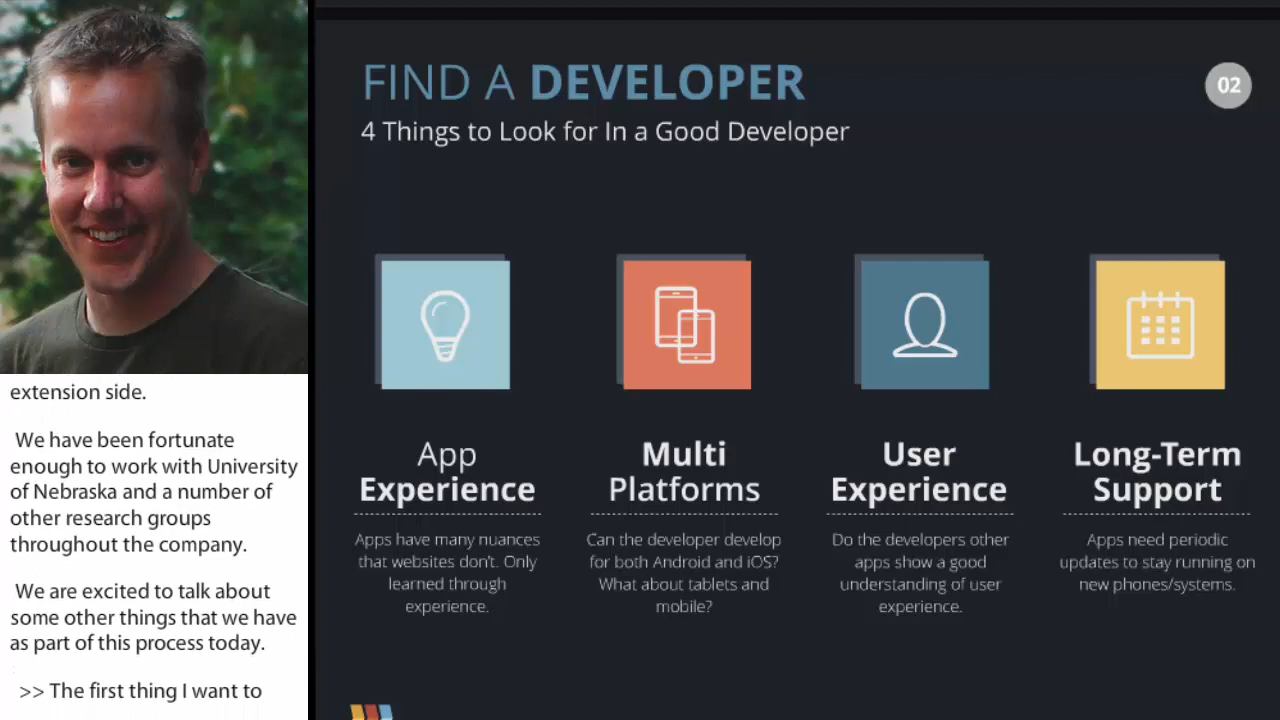 extension side.
We have been fortunate
enough to work with University
of Nebraska and a number of
other research groups
throughout the company.
We are excited to talk about
some other things that we have
as part of this process today.
>> The first thing I want to
FIND A DEVELOPER
02
4 Things to Look for In a Good Developer
App
Experience
Apps have many nuances
that websites don't. Only
learned through
experience.
Multi
Platforms
Can the developer develop
for both Android and iOS?
What about tablets and
mobile?
User
Experience
Do the developers other
apps show a good
understanding of user
experience.
Long-Term
Support
Apps need periodic
updates to stay running on
new phones/systems.